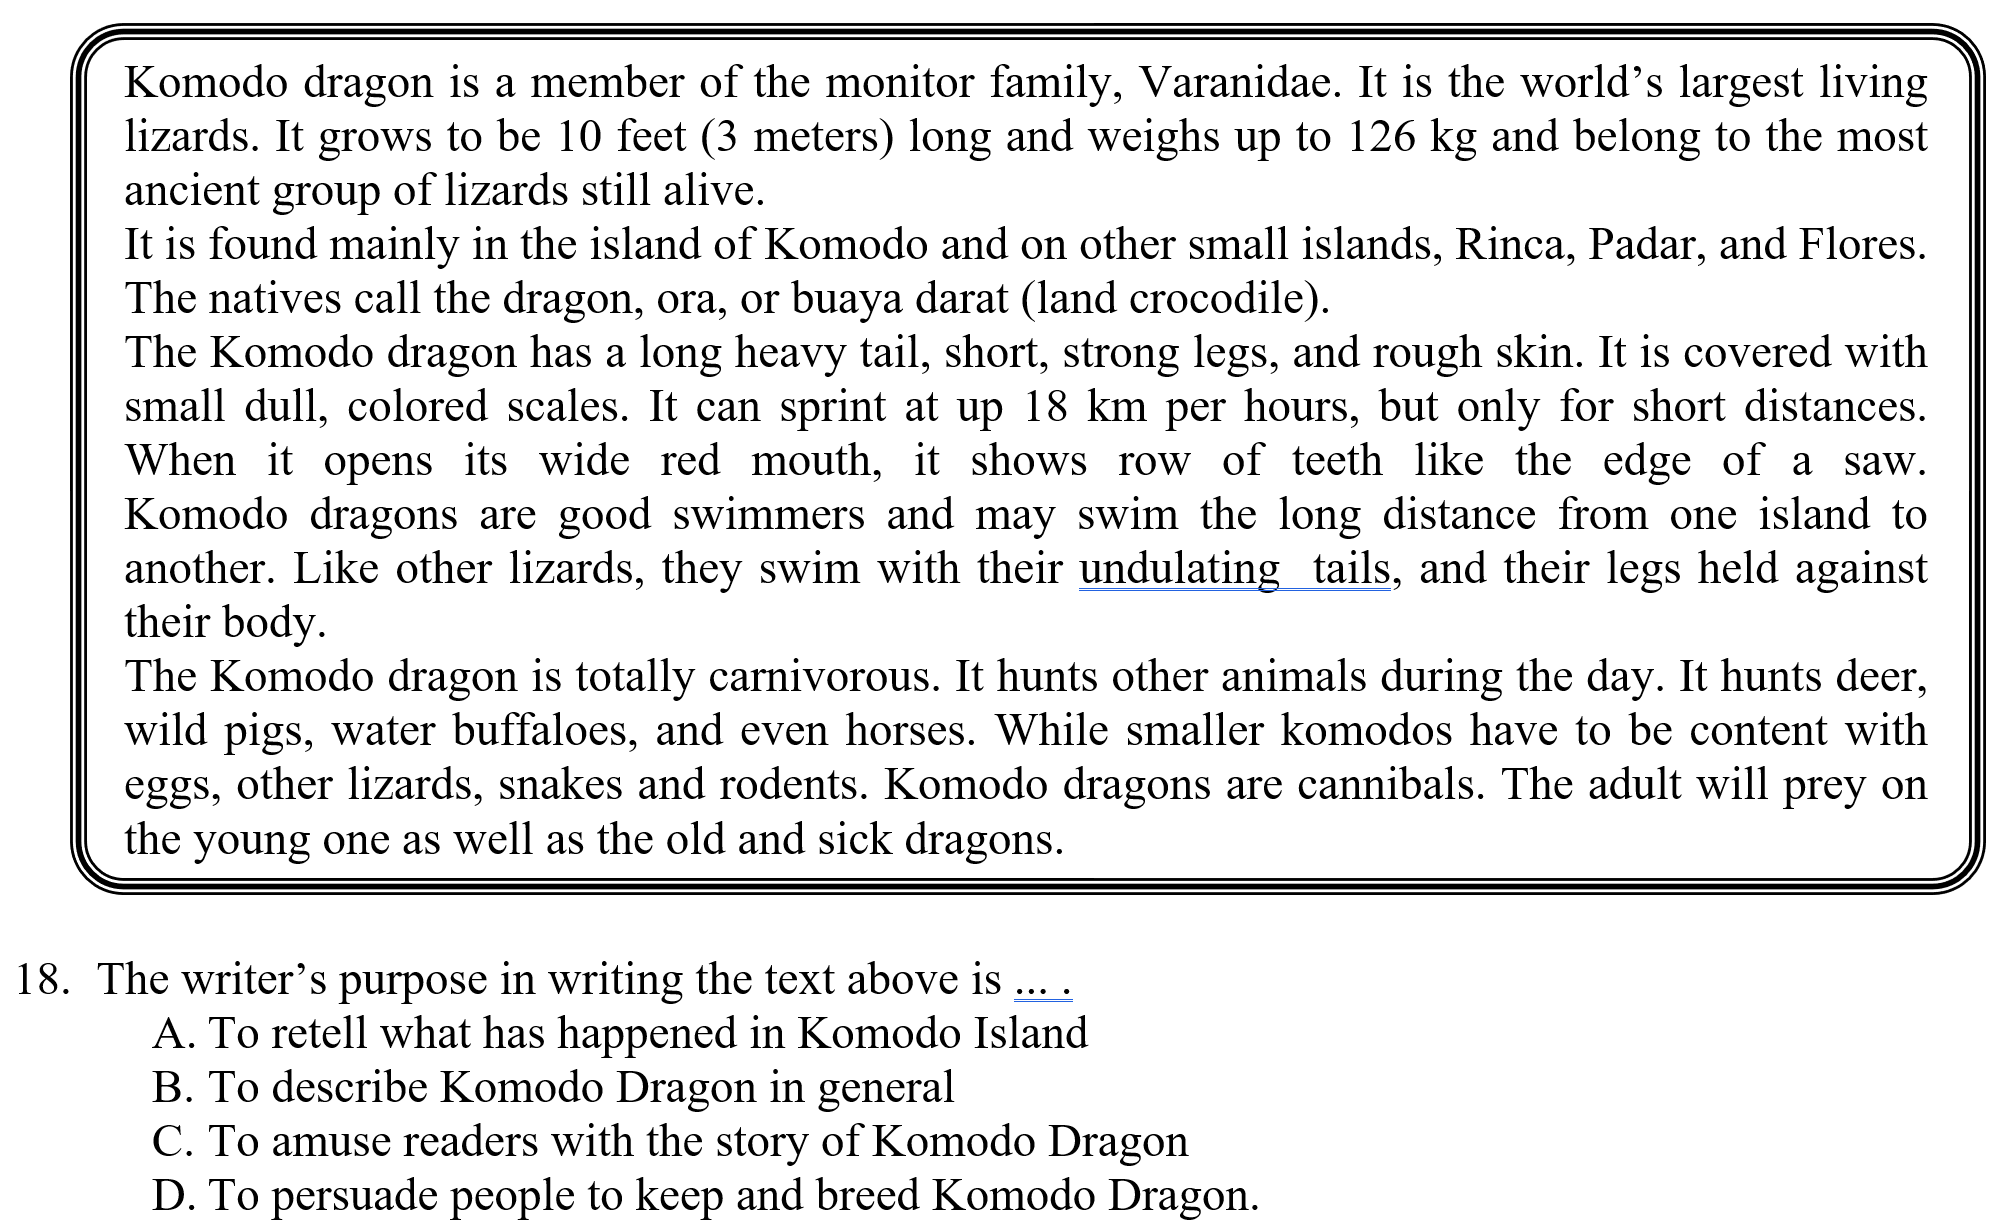 Komodo dragon is a member of the monitor family, Varanidae. It is the world’s largest living
lizards. It grows to be 10 feet (3 meters) long and weighs up to 126 kg and belong to the most
ancient group of lizards still alive.
It is found mainly in the island of Komodo and on other small islands, Rinca, Padar, and Flores.
The natives call the dragon, ora, or buaya darat (land crocodile).
The Komodo dragon has a long heavy tail, short, strong legs, and rough skin. It is covered with
small dull, colored scales. It can sprint at up 18 km per hours, but only for short distances.
When it opens its wide red mouth, it shows row of teeth like the edge of a saw.
Komodo dragons are good swimmers and may swim the long distance from one island to
another. Like other lizards, they swim with their undulating tails, and their legs held against
their body.
The Komodo dragon is totally carnivorous. It hunts other animals during the day. It hunts deer,
wild pigs, water buffaloes, and even horses. While smaller komodos have to be content with
eggs, other lizards, snakes and rodents. Komodo dragons are cannibals. The adult will prey on
the young one as well as the old and sick dragons.
18. The writer’s purpose in writing the text above is ... .
A. To retell what has happened in Komodo Island
B. To describe Komodo Dragon in general
C. To amuse readers with the story of Komodo Dragon
D. To persuade people to keep and breed Komodo Dragon.